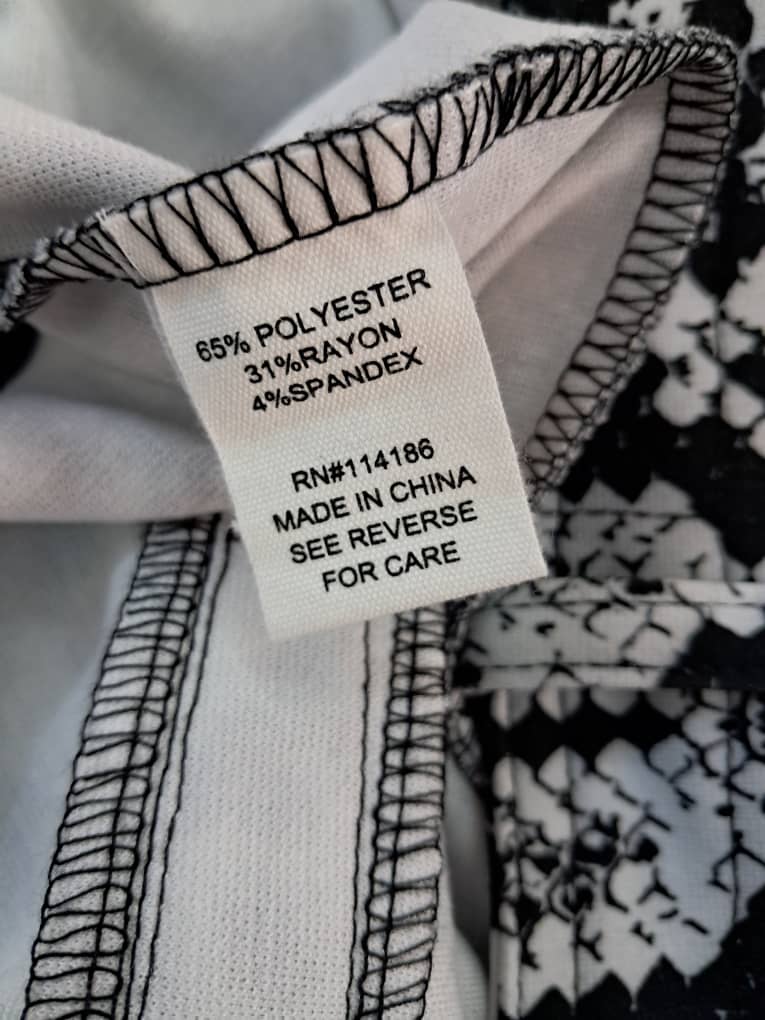 65% POLYESTER
31%RAYON
4%SPANDEX
RN#114186
MADE IN CHINA
SEE REVERSE
FOR CARE